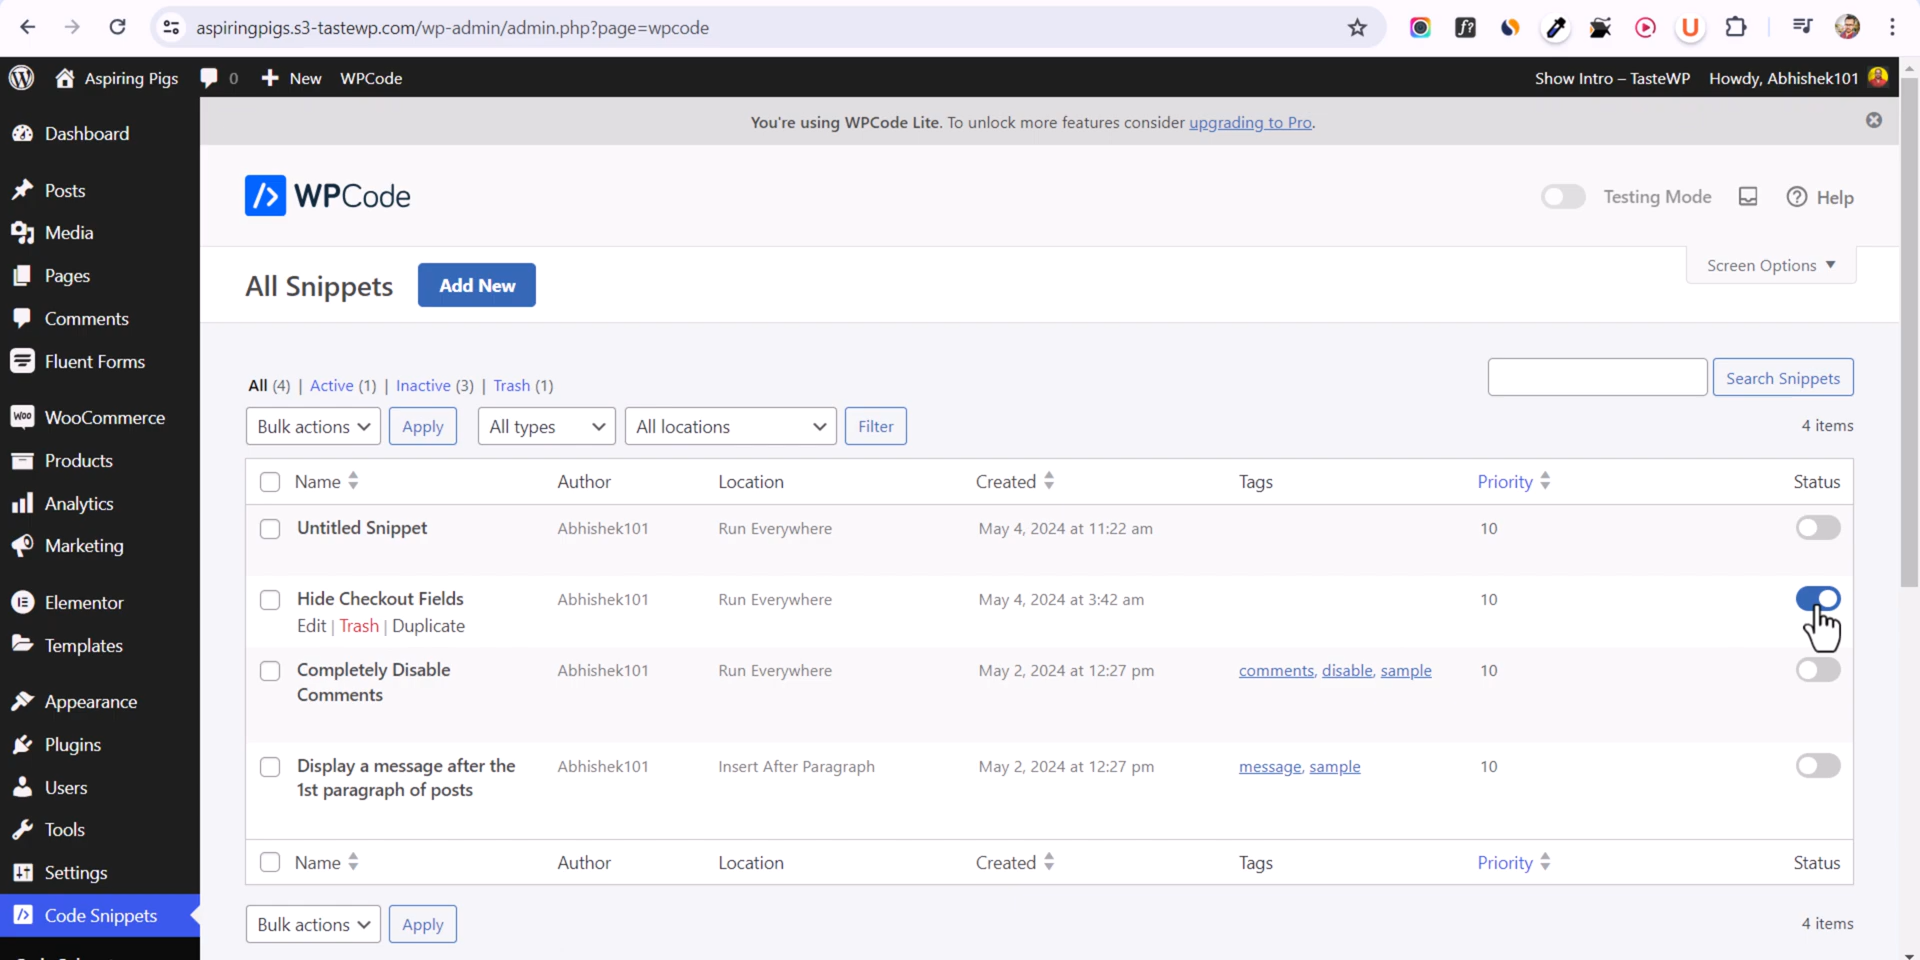 aspiringpigs.s3-tastewp.com/wp-admin/admin.php?page=wpcode
Aspiring Pigs 0 New WPCode Show Intro – TasteWP Howdy, Abhishek101
Dashboard
Posts
Media
Pages
Comments
Fluent Forms
WooCommerce
Products
Analytics
Marketing
Elementor
Templates
Appearance
Plugins
Users
Tools
Settings
Code Snippets
You're using WPCode Lite. To unlock more features consider upgrading to Pro.
WPCode Testing Mode Help
All Snippets Add New Screen Options
All (4) | Active (1) | Inactive (3) | Trash (1) Search Snippets
Bulk actions Apply All types All locations Filter 4 items
Name Author Location Created Tags Priority Status
Untitled Snippet Abhishek101 Run Everywhere May 4, 2024 at 11:22 am 10
Hide Checkout Fields Abhishek101 Run Everywhere May 4, 2024 at 3:42 am 10
Edit | Trash | Duplicate
Completely Disable Abhishek101 Run Everywhere May 2, 2024 at 12:27 pm comments, disable, sample 10
Comments
Display a message after the Abhishek101 Insert After Paragraph May 2, 2024 at 12:27 pm message, sample 10
1st paragraph of posts
Name Author Location Created Tags Priority Status
Bulk actions Apply 4 items